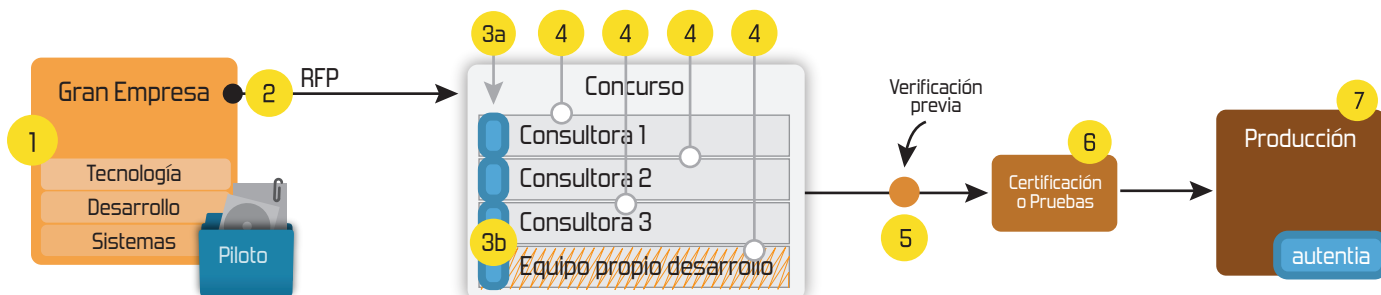 3a
4
4
4
4
Gran Empresa
2
RFP
Concurso
Verificación
previa
7
1
Consultora 1
6
Producción
Tecnología
Consultora 2
Certificación
o Pruebas
Desarrollo
Consultora 3
5
Sistemas
Piloto
3b
Equipo propio desarrollo
autentia